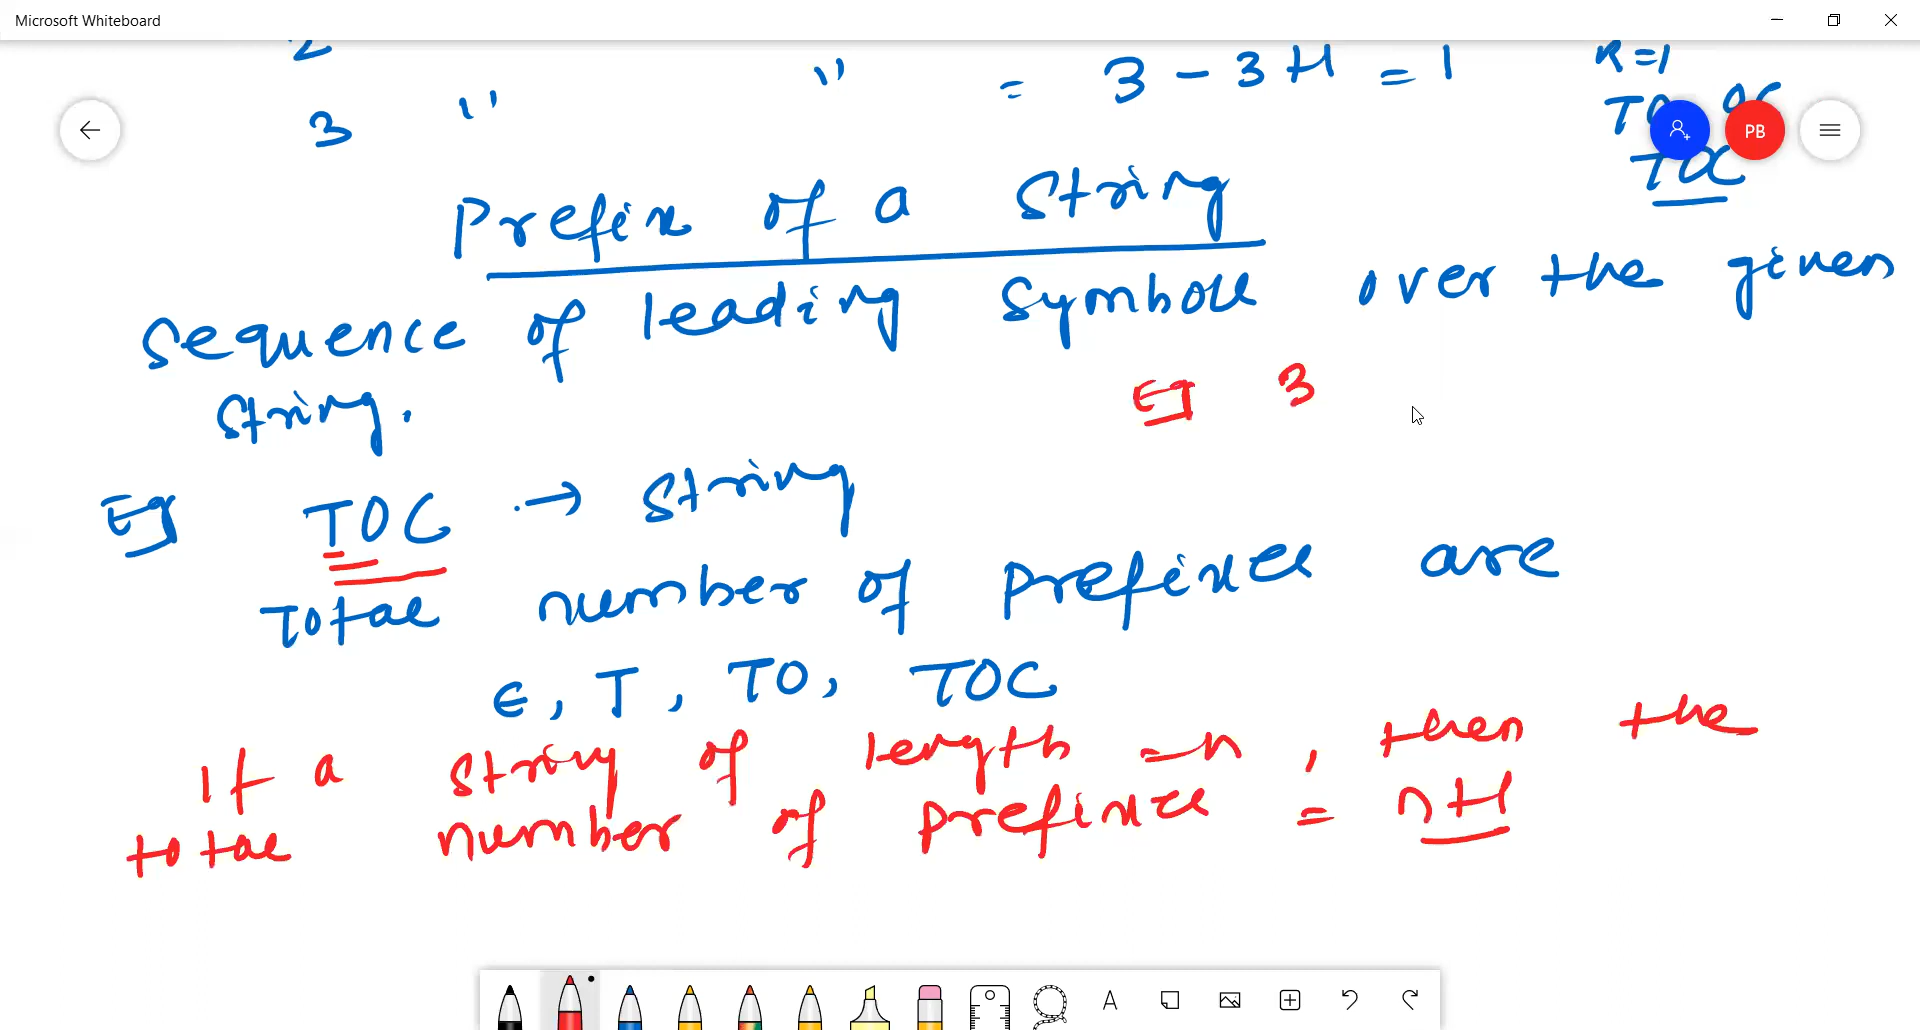 Microsoft Whiteboard
2
" = 3 - 3 + 1 = 1
R=1
3 "
PB
TOC
Prefix of a String
Sequence of leading Symbols over the given
String.
Eg 3
Eg TOC → String
Total number of prefixes are
ϵ, T, TO, TOC
If a string of length = n, then the
total number of prefixes = n+1